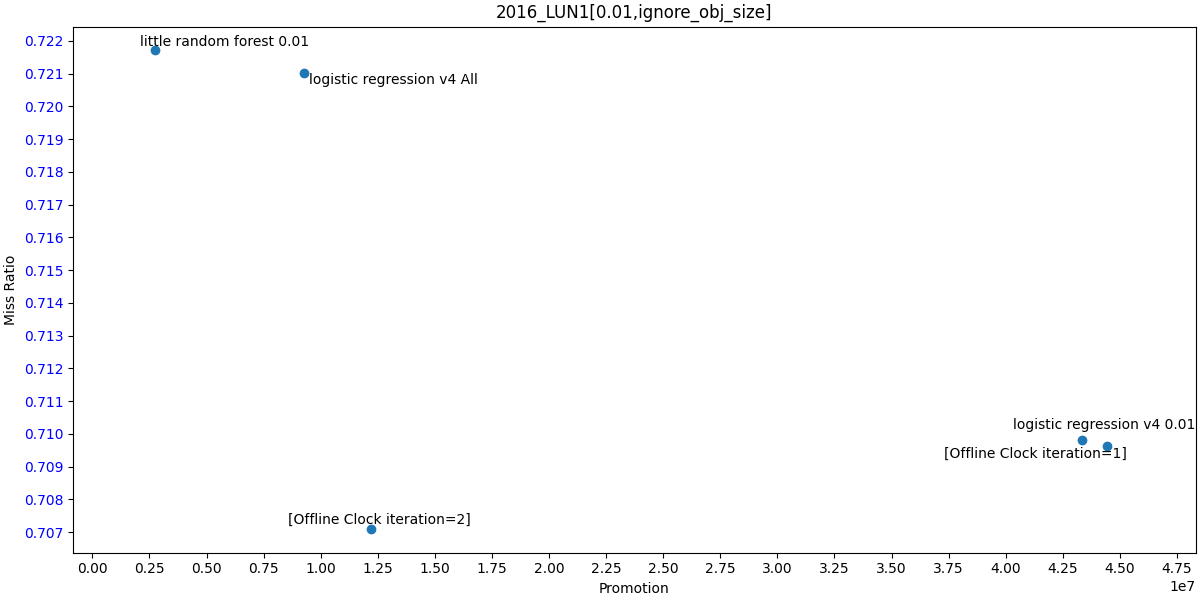 2016_LUN1[0.01,ignore_obj_size]
0.722
0.721
0.720
0.719
0.718
0.717
0.716
0.715
0.714
0.713
0.712
0.711
0.710
0.709
0.708
0.707
Miss Ratio
little random forest 0.01
logistic regression v4 All
logistic regression v4 0.01
[Offline Clock iteration=1]
[Offline Clock iteration=2]
0.00 0.25 0.50 0.75 1.00 1.25 1.50 1.75 2.00 2.25 2.50 2.75 3.00 3.25 3.50 3.75 4.00 4.25 4.50 4.75
1e7
Promotion